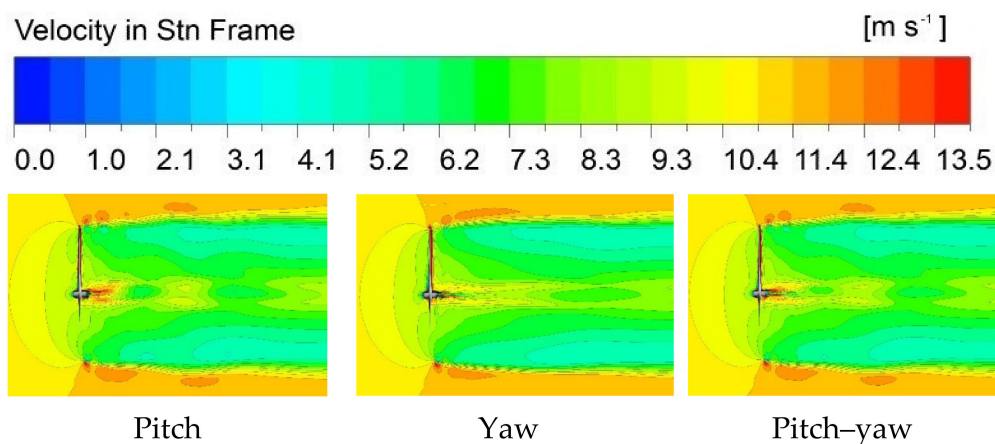 Velocity in Stn Frame [m s⁻¹ ]
0.0 1.0 2.1 3.1 4.1 5.2 6.2 7.3 8.3 9.3 10.4 11.4 12.4 13.5
Pitch Yaw Pitch–yaw